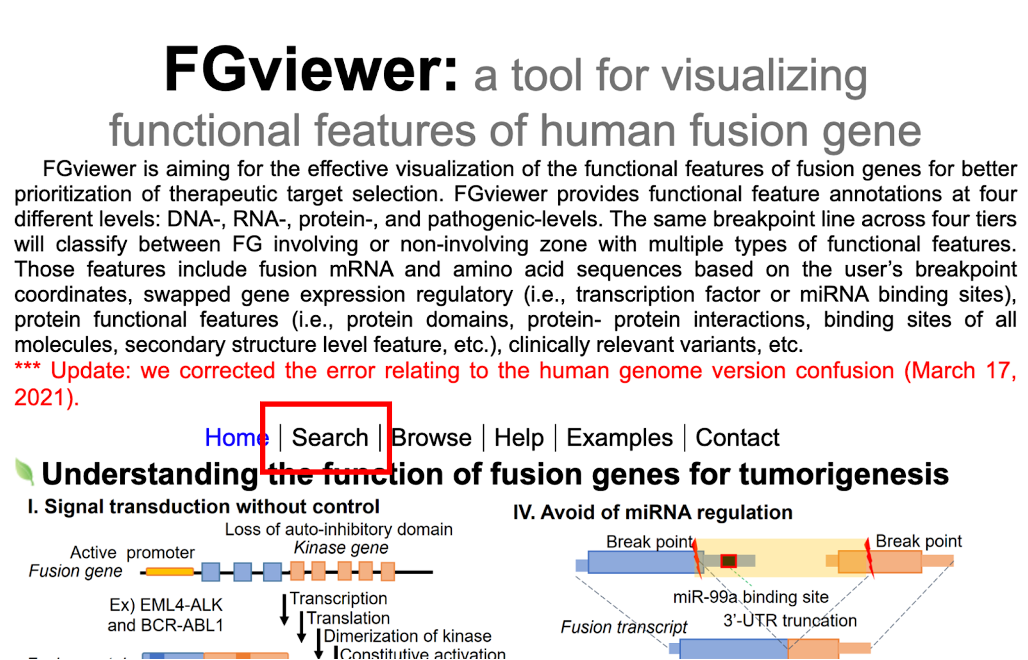 FGviewer: a tool for visualizing
functional features of human fusion gene
FGviewer is aiming for the effective visualization of the functional features of fusion genes for better
prioritization of therapeutic target selection. FGviewer provides functional feature annotations at four
different levels: DNA-, RNA-, protein-, and pathogenic-levels. The same breakpoint line across four tiers
will classify between FG involving or non-involving zone with multiple types of functional features.
Those features include fusion mRNA and amino acid sequences based on the user's breakpoint
coordinates, swapped gene expression regulatory (i.e., transcription factor or miRNA binding sites),
protein functional features (i.e., protein domains, protein- protein interactions, binding sites of all
molecules, secondary structure level feature, etc.), clinically relevant variants, etc.
*** Update: we corrected the error relating to the human genome version confusion (March 17,
2021).
Home | Search | Browse | Help | Examples | Contact
Understanding the function of fusion genes for tumorigenesis
I. Signal transduction without control
Loss of auto-inhibitory domain
Active promoter
Kinase gene
Fusion gene
Ex) EML4-ALK
and BCR-ABL1
Transcription
Translation
Dimerization of kinase
Constitutive activation
IV. Avoid of miRNA regulation
Break point
Break point
miR-99a binding site
3'-UTR truncation
Fusion transcript